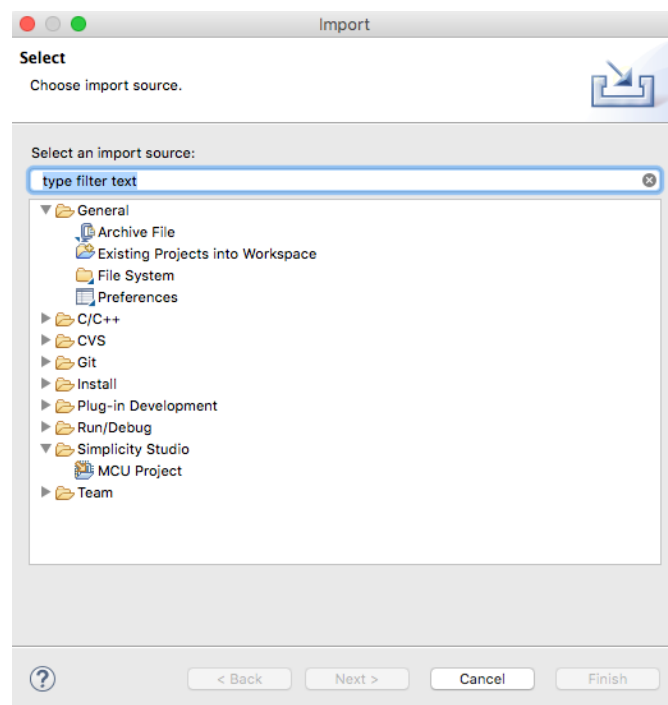 Import
Select
Choose import source.
Select an import source:
type filter text
General
Archive File
Existing Projects into Workspace
File System
Preferences
C/C++
CVS
Git
Install
Plug-in Development
Run/Debug
Simplicity Studio
MCU Project
Team
? < Back Next > Cancel Finish